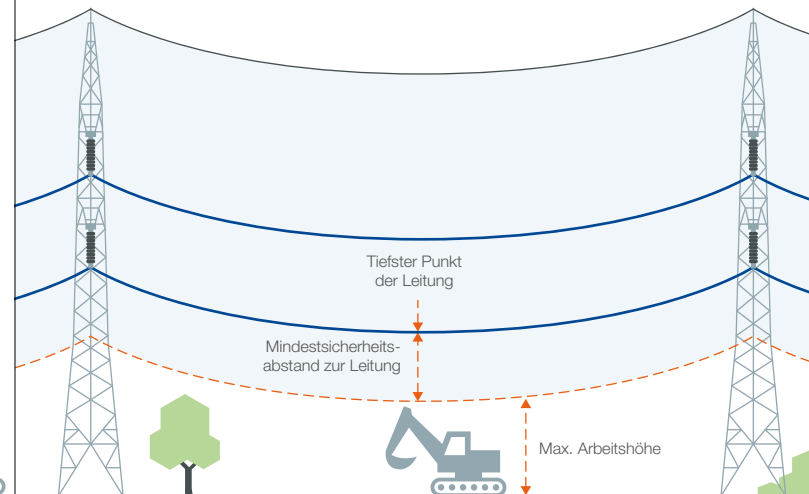 Tiefster Punkt
der Leitung
Mindestsicherheits-
abstand zur Leitung
Max. Arbeitshöhe